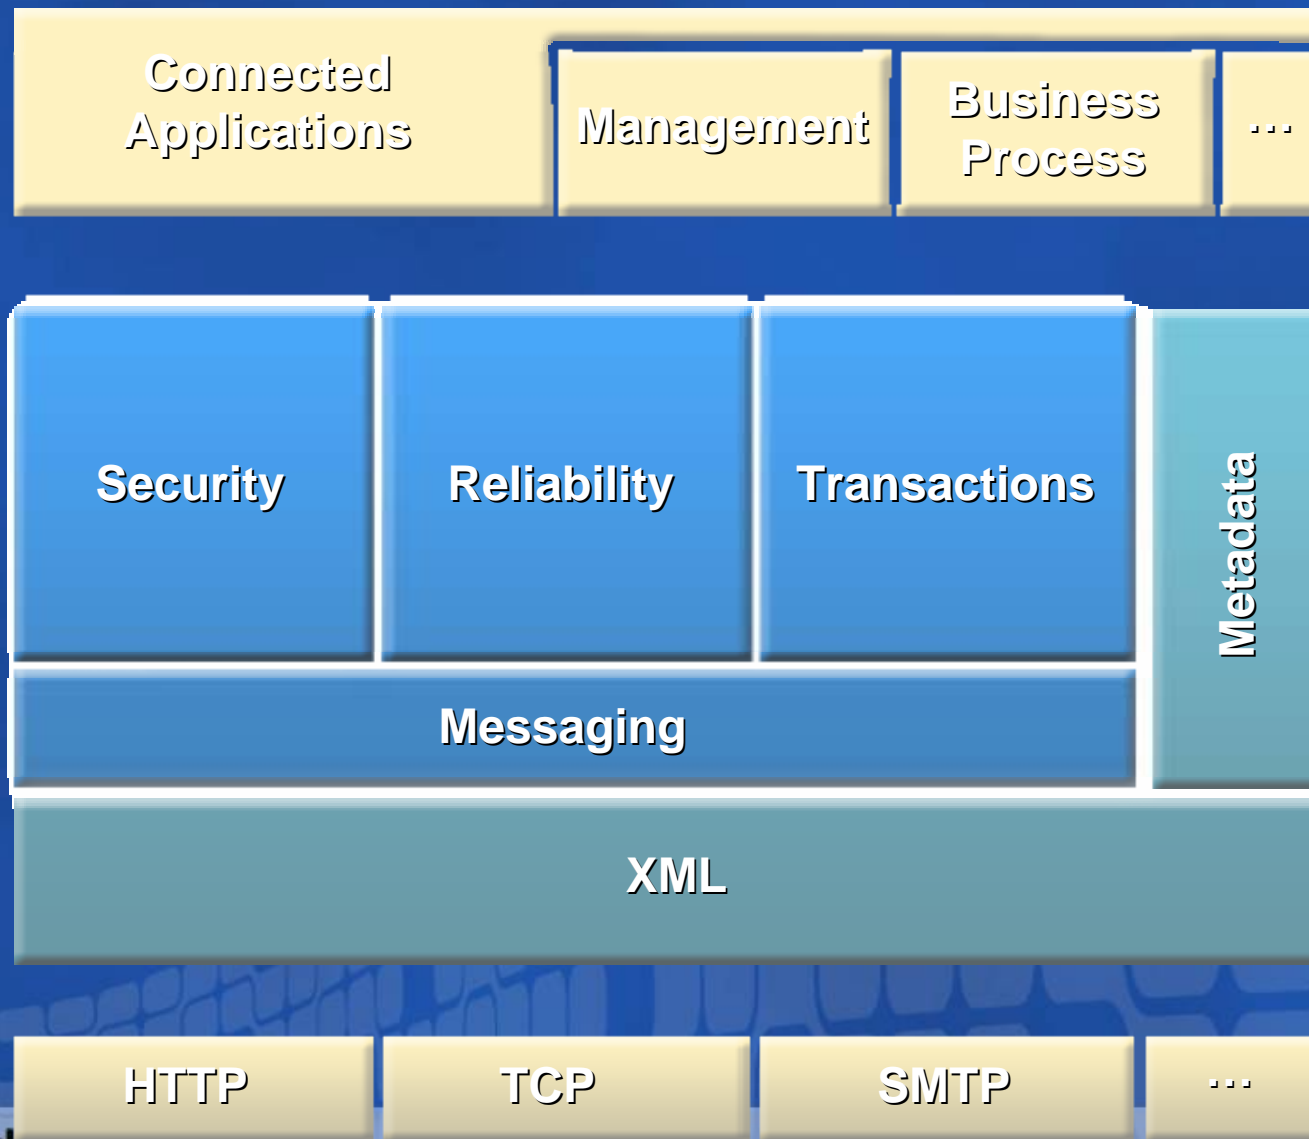 Connected
Applications
Management
Business
Process
...
Security
Reliability
Transactions
Metadata
Messaging
XML
HTTP
TCP
SMTP
...